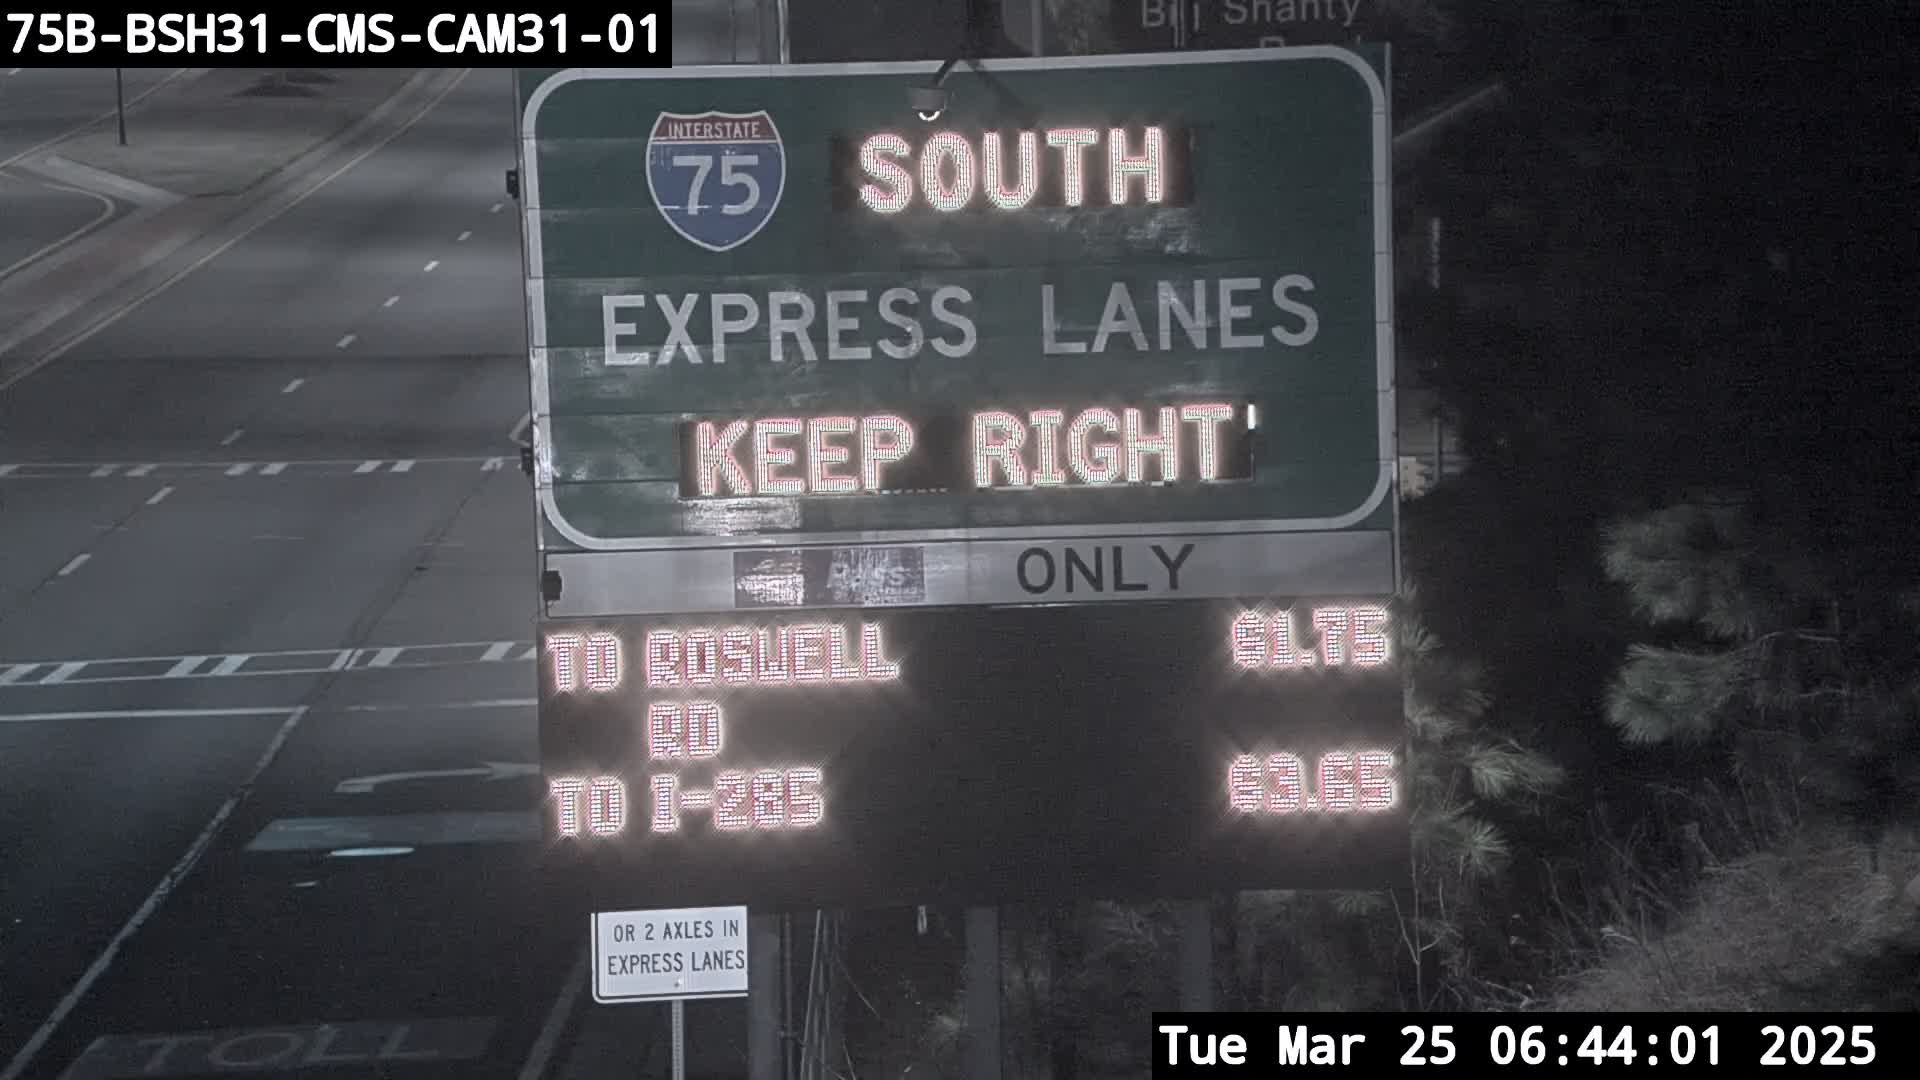 75B-BSH31-CMS-CAM31-01
Shanty
INTERSTATE
75
SOUTH
EXPRESS LANES
KEEP RIGHT
ONLY
TO ROSWELL $1.75
RD
TO I-285 $3.65
OR 2 AXLES IN
EXPRESS LANES
TOLL
Tue Mar 25 06:44:01 2025